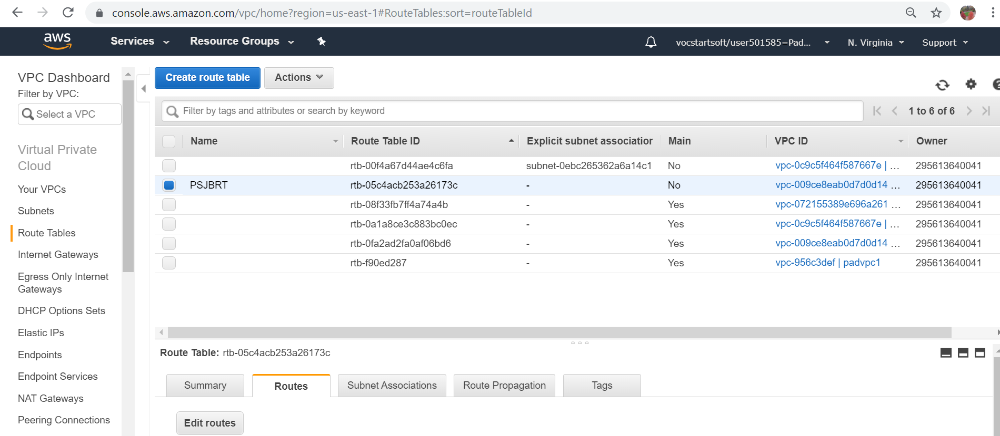 console.aws.amazon.com/vpc/home?region=us-east-1#RouteTables:sort=routeTableId
aws
Services
Resource Groups
vocstartsoft/user501585=Pad...
N. Virginia
Support
VPC Dashboard
Filter by VPC:
Select a VPC
Virtual Private
Cloud
Your VPCs
Subnets
Route Tables
Internet Gateways
Egress Only Internet
Gateways
DHCP Options Sets
Elastic IPs
Endpoints
Endpoint Services
NAT Gateways
Peering Connections
Create route table
Actions
Filter by tags and attributes or search by keyword
1 to 6 of 6
Name Route Table ID Explicit subnet association Main VPC ID Owner
rtb-00f4a67d44ae4c6fa subnet-0ebc265362a6a14c1 No vpc-0c9c5f464f587667e | ... 295613640041
PSJBRT rtb-05c4acb253a26173c - No vpc-009ce8eab0d7d0d14 ... 295613640041
rtb-08f33fb7ff4a74a4b - Yes vpc-072155389e696a261 ... 295613640041
rtb-0a1a8ce3c883bc0ec - Yes vpc-0c9c5f464f587667e | ... 295613640041
rtb-0fa2ad2fa0af06bd6 - Yes vpc-009ce8eab0d7d0d14 ... 295613640041
rtb-f90ed287 - Yes vpc-956c3def | padvpc1 295613640041
Route Table: rtb-05c4acb253a26173c
Summary
Routes
Subnet Associations
Route Propagation
Tags
Edit routes